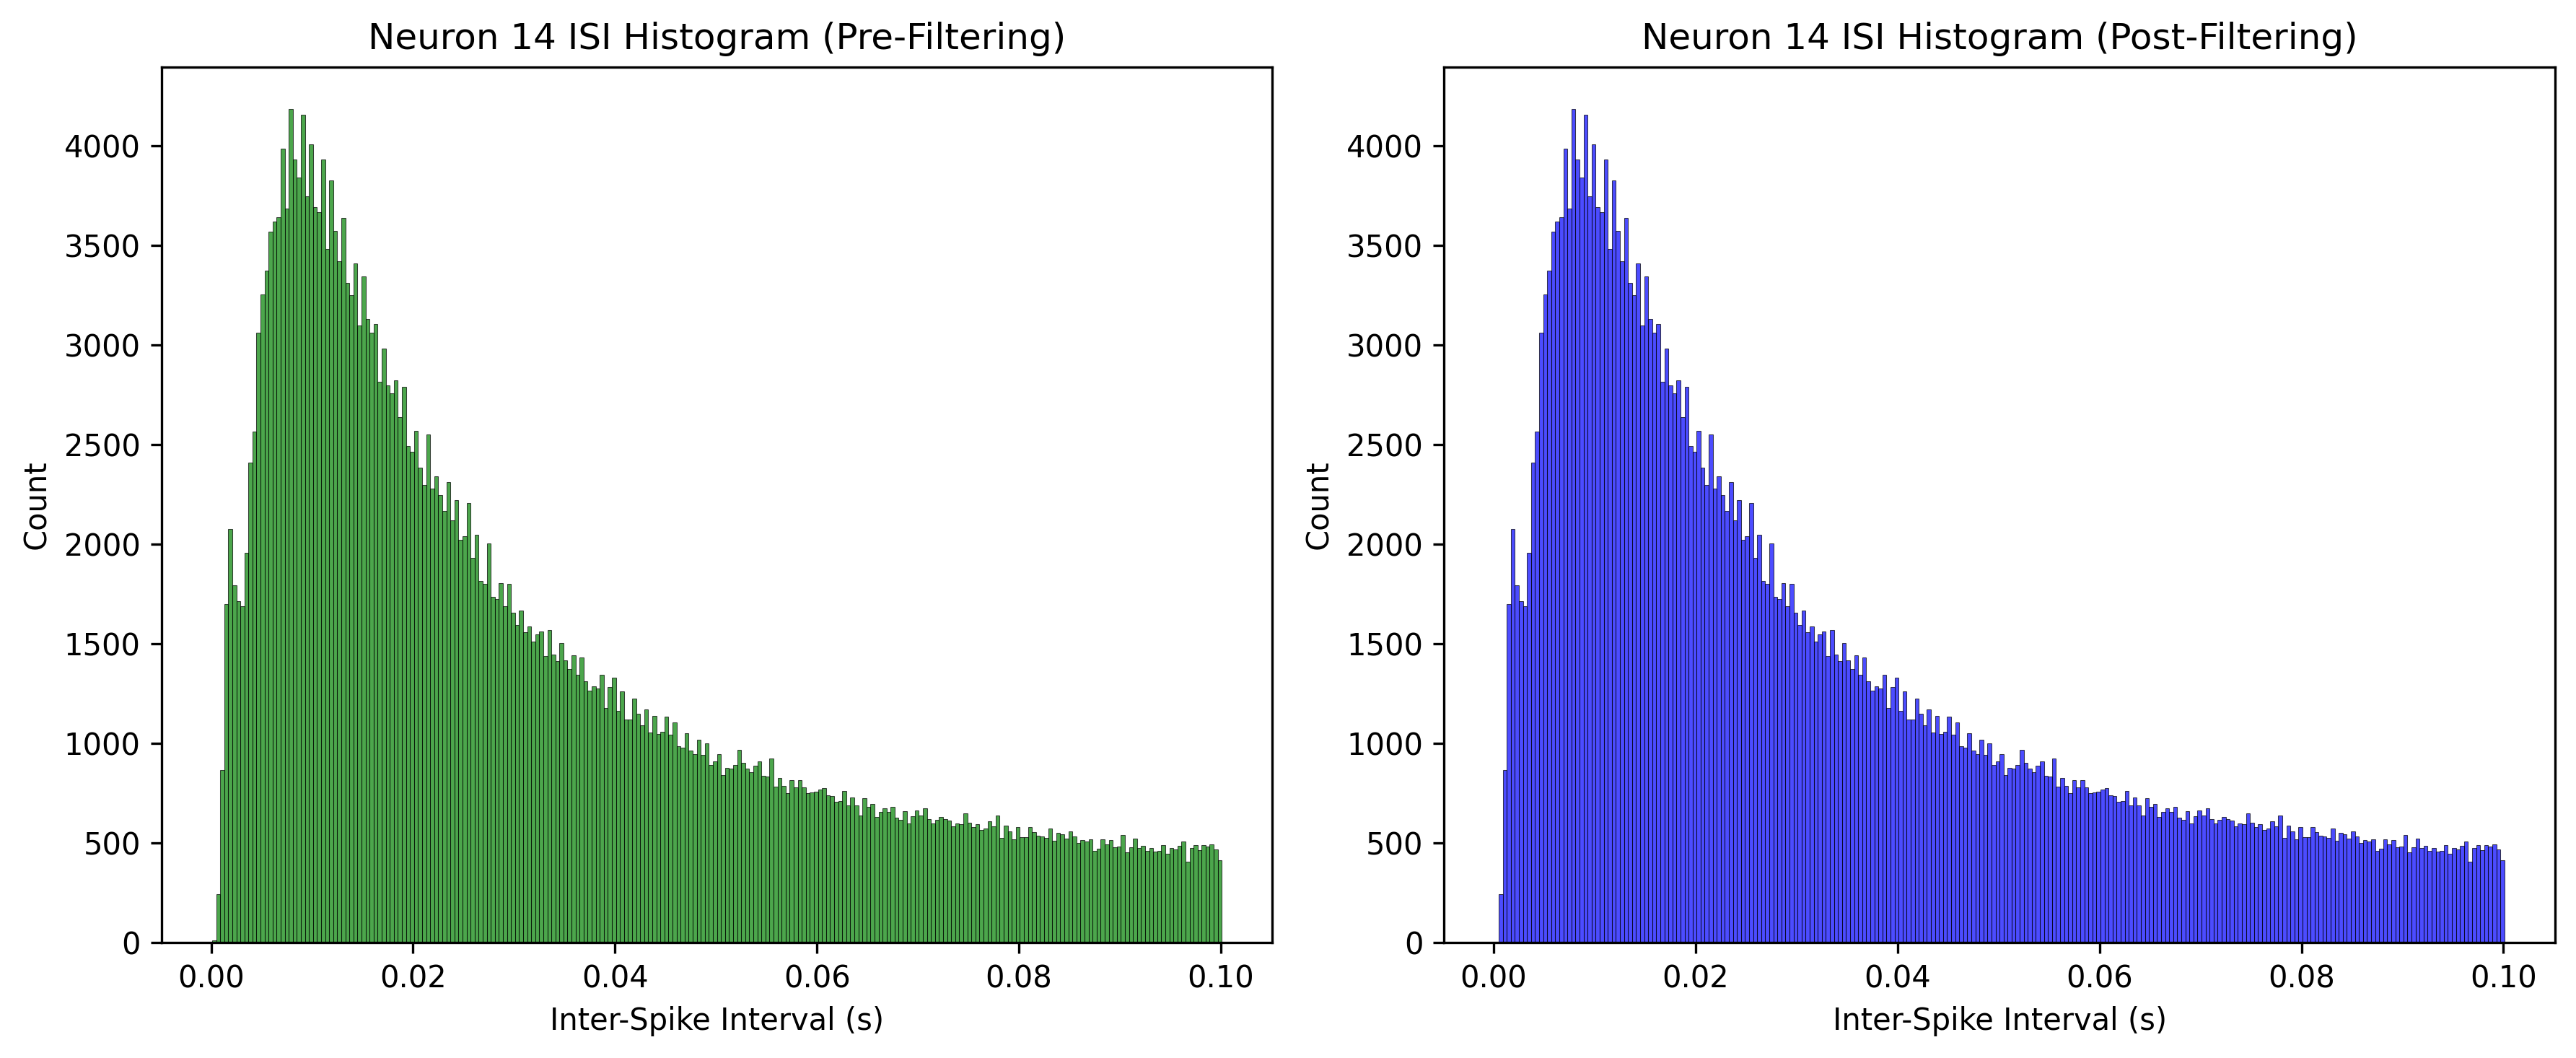 Neuron 14 ISI Histogram (Pre-Filtering)
Count
4000
3500
3000
2500
2000
1500
1000
500
0
0.00 0.02 0.04 0.06 0.08 0.10
Inter-Spike Interval (s)
Neuron 14 ISI Histogram (Post-Filtering)
Count
4000
3500
3000
2500
2000
1500
1000
500
0
0.00 0.02 0.04 0.06 0.08 0.10
Inter-Spike Interval (s)